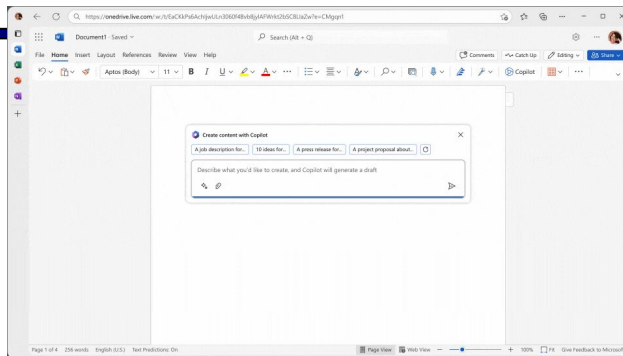 https://onedrive.live.com
Document1 - Saved
Search (Alt + Q)
File Home Insert Layout References Review View Help
Comments Catch Up Editing Share
Aptos (Body) 11 B I U A Copilot
Create content with Copilot
A job description for... 10 ideas for... A press release for... A project proposal about...
Describe what you'd like to create, and Copilot will generate a draft
Page 1 of 4 256 words English (U.S.) Text Predictions: On Page View Web View 100% Fit Give Feedback to Microsoft